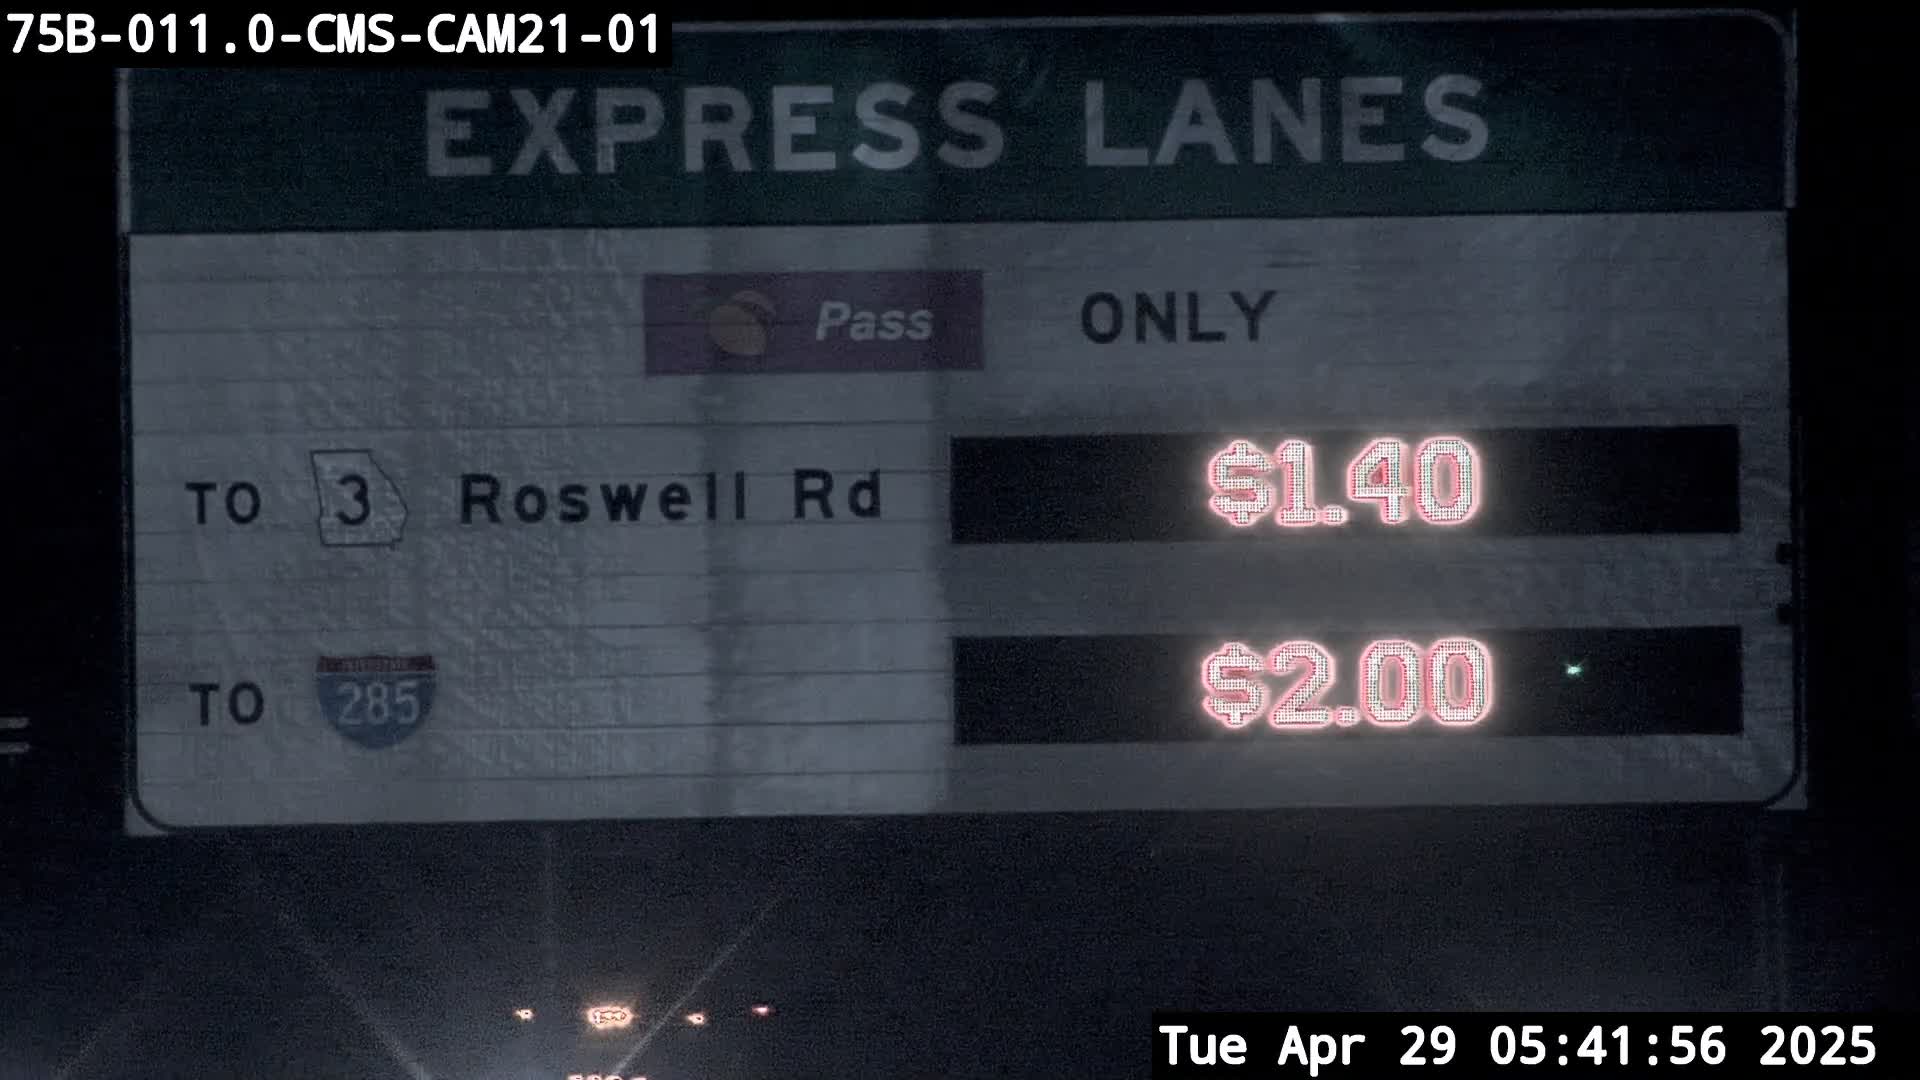 75B-011.0-CMS-CAM21-01
EXPRESS LANES
Pass ONLY
TO 3 Roswell Rd $1.40
TO 285 $2.00
Tue Apr 29 05:41:56 2025